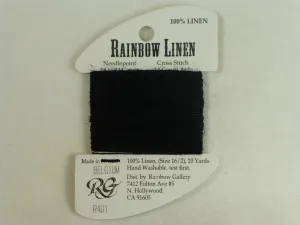 100% LINEN
RAINBOW LINEN
Needlepoint Cross Stitch
Made in
BELGIUM
RG
R401
100% Linen, (Size 16/2), 20 Yards
Hand Washable, test first.
Dist by Rainbow Gallery
7412 Fulton Ave #5
N. Hollywood
CA 91605